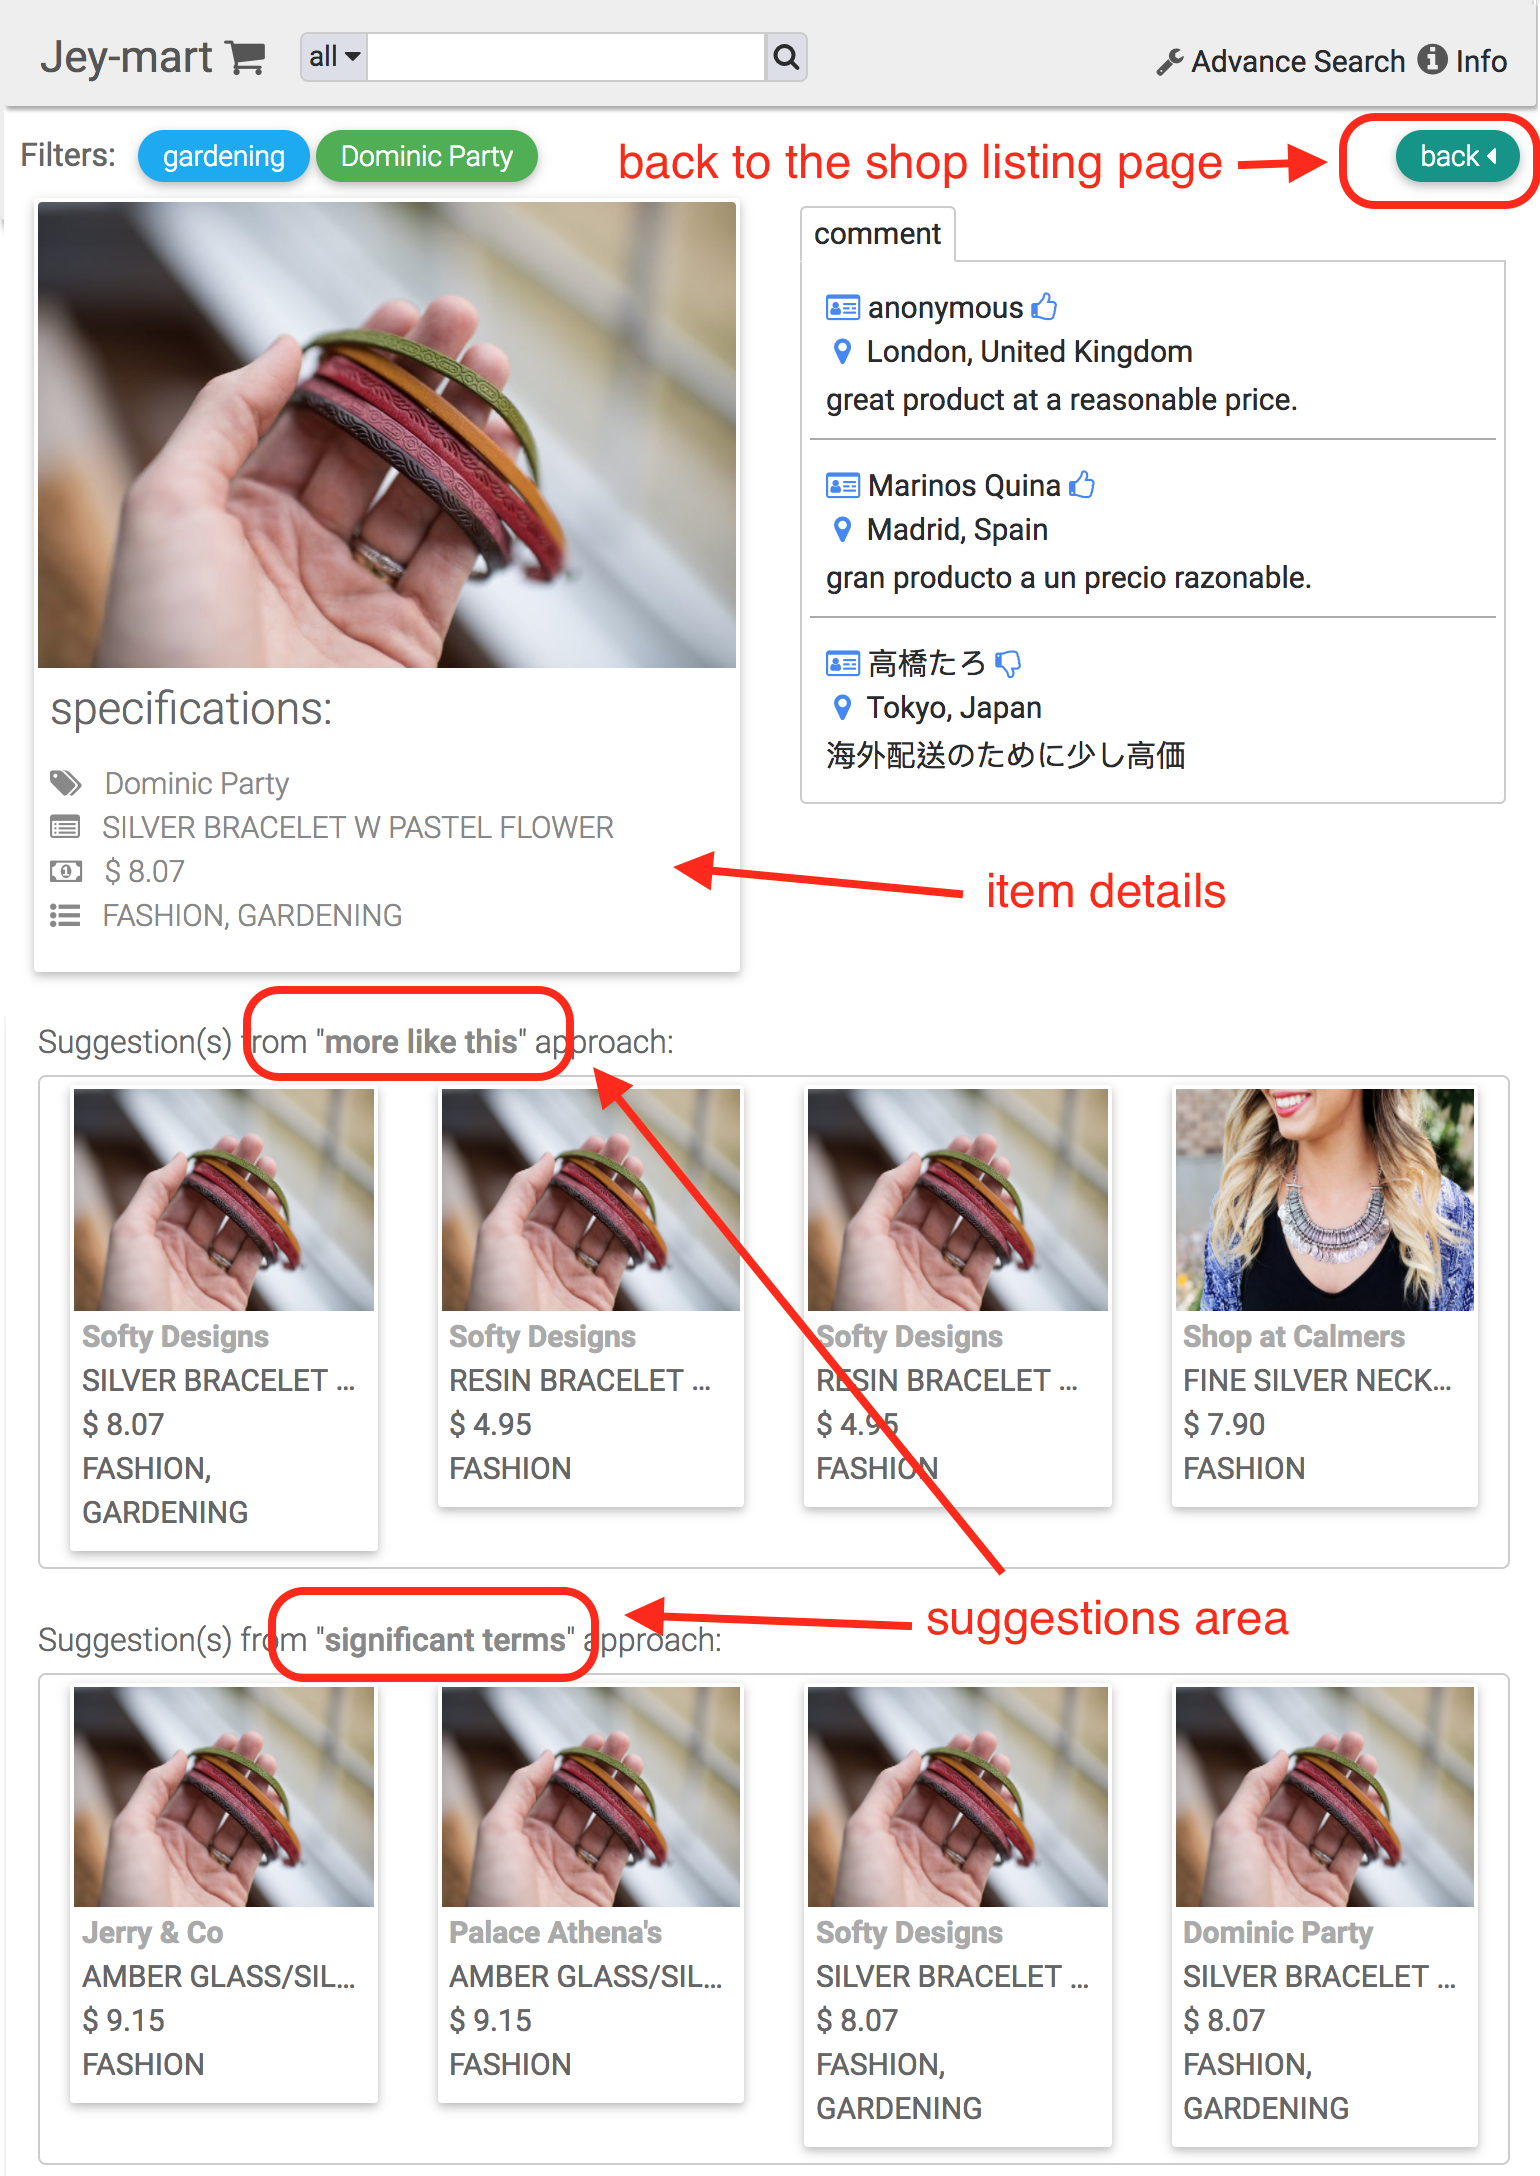 Jey-mart
all
Advance Search Info
Filters: gardening Dominic Party
back to the shop listing page
back
comment
anonymous
London, United Kingdom
great product at a reasonable price.
Marinos Quina
Madrid, Spain
gran producto a un precio razonable.
高橋たろ
Tokyo, Japan
海外配送のために少し高価
specifications:
Dominic Party
SILVER BRACELET W PASTEL FLOWER
$ 8.07
FASHION, GARDENING
item details
Suggestion(s) from "more like this" approach:
Softy Designs
SILVER BRACELET ...
$ 8.07
FASHION,
GARDENING
Softy Designs
RESIN BRACELET ...
$ 4.95
FASHION
Softy Designs
RESIN BRACELET ...
$ 4.95
FASHION
Shop at Calmers
FINE SILVER NECK...
$ 7.90
FASHION
suggestions area
Suggestion(s) from "significant terms" approach:
Jerry & Co
AMBER GLASS/SIL...
$ 9.15
FASHION
Palace Athena's
AMBER GLASS/SIL...
$ 9.15
FASHION
Softy Designs
SILVER BRACELET ...
$ 8.07
FASHION,
GARDENING
Dominic Party
SILVER BRACELET ...
$ 8.07
FASHION,
GARDENING